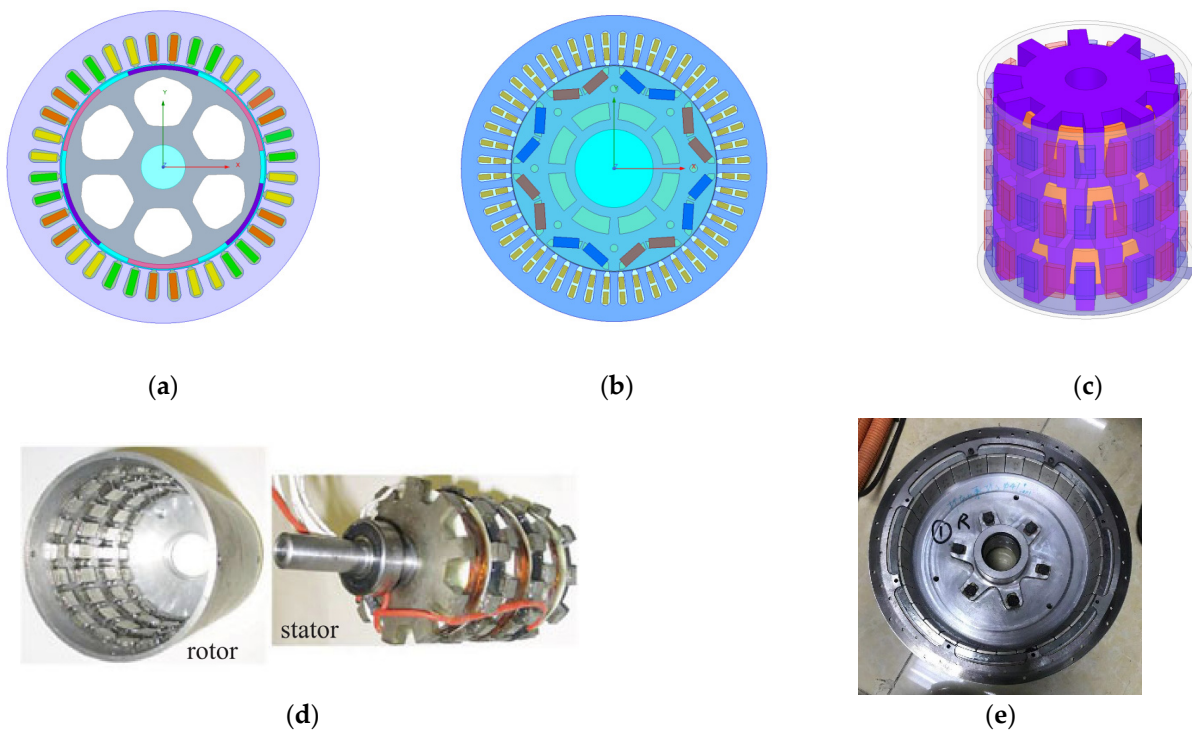 Y
X
Z
X
(a)
(b)
(c)
rotor
stator
① R
(d)
(e)